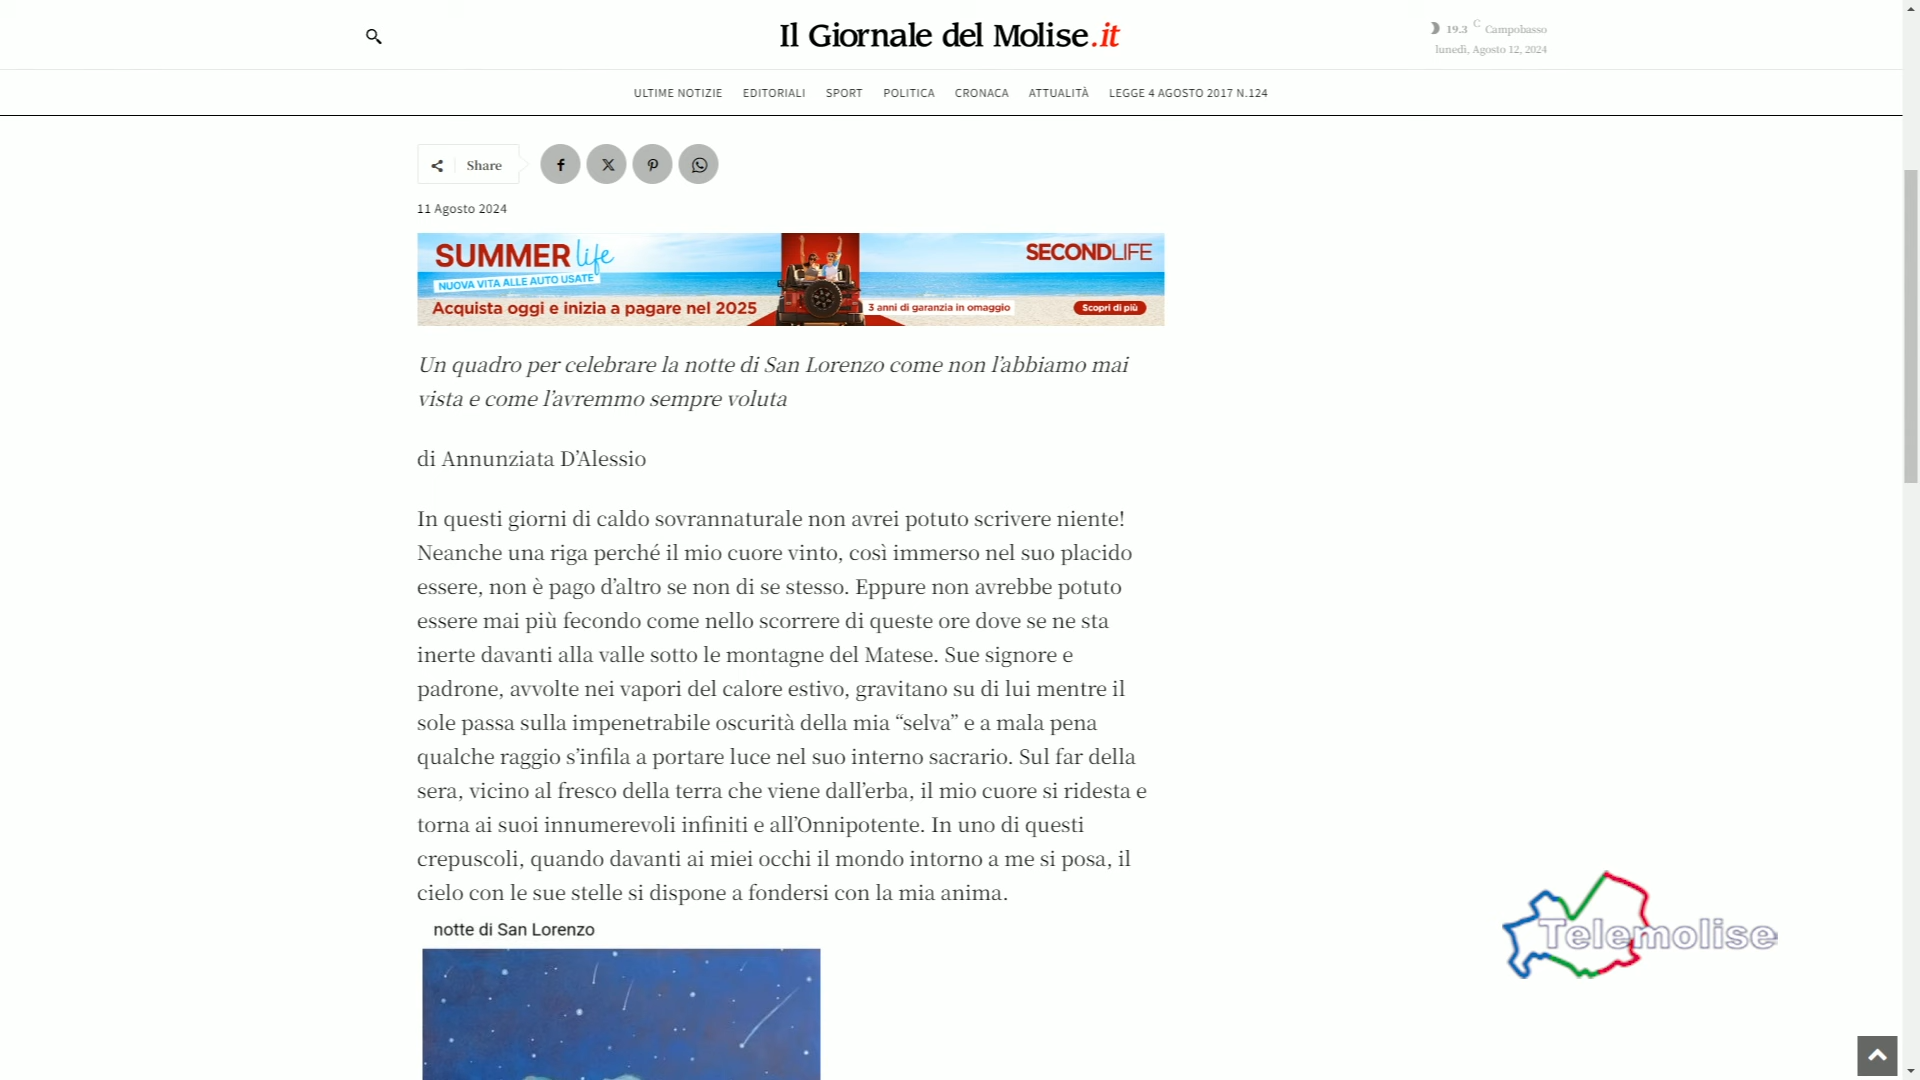 Il Giornale del Molise.it
19.3 C Campobasso
lunedì, Agosto 12, 2024
ULTIME NOTIZIE EDITORIALI SPORT POLITICA CRONACA ATTUALITÀ LEGGE 4 AGOSTO 2017 N.124
Share
11 Agosto 2024
SUMMER life
NUOVA VITA ALLE AUTO USATE
SECONDLIFE
Acquista oggi e inizia a pagare nel 2025
3 anni di garanzia in omaggio
Scopri di più
Un quadro per celebrare la notte di San Lorenzo come non l’abbiamo mai
vista e come l’avremmo sempre voluta
di Annunziata D’Alessio
In questi giorni di caldo sovrannaturale non avrei potuto scrivere niente!
Neanche una riga perché il mio cuore vinto, così immerso nel suo placido
essere, non è pago d’altro se non di se stesso. Eppure non avrebbe potuto
essere mai più fecondo come nello scorrere di queste ore dove se ne sta
inerte davanti alla valle sotto le montagne del Matese. Sue signore e
padrone, avvolte nei vapori del calore estivo, gravitano su di lui mentre il
sole passa sulla impenetrabile oscurità della mia “selva” e a mala pena
qualche raggio s’infila a portare luce nel suo interno sacrario. Sul far della
sera, vicino al fresco della terra che viene dall’erba, il mio cuore si ridesta e
torna ai suoi innumerevoli infiniti e all’Onnipotente. In uno di questi
crepuscoli, quando davanti ai miei occhi il mondo intorno a me si posa, il
cielo con le sue stelle si dispone a fondersi con la mia anima.
notte di San Lorenzo
Telemolise